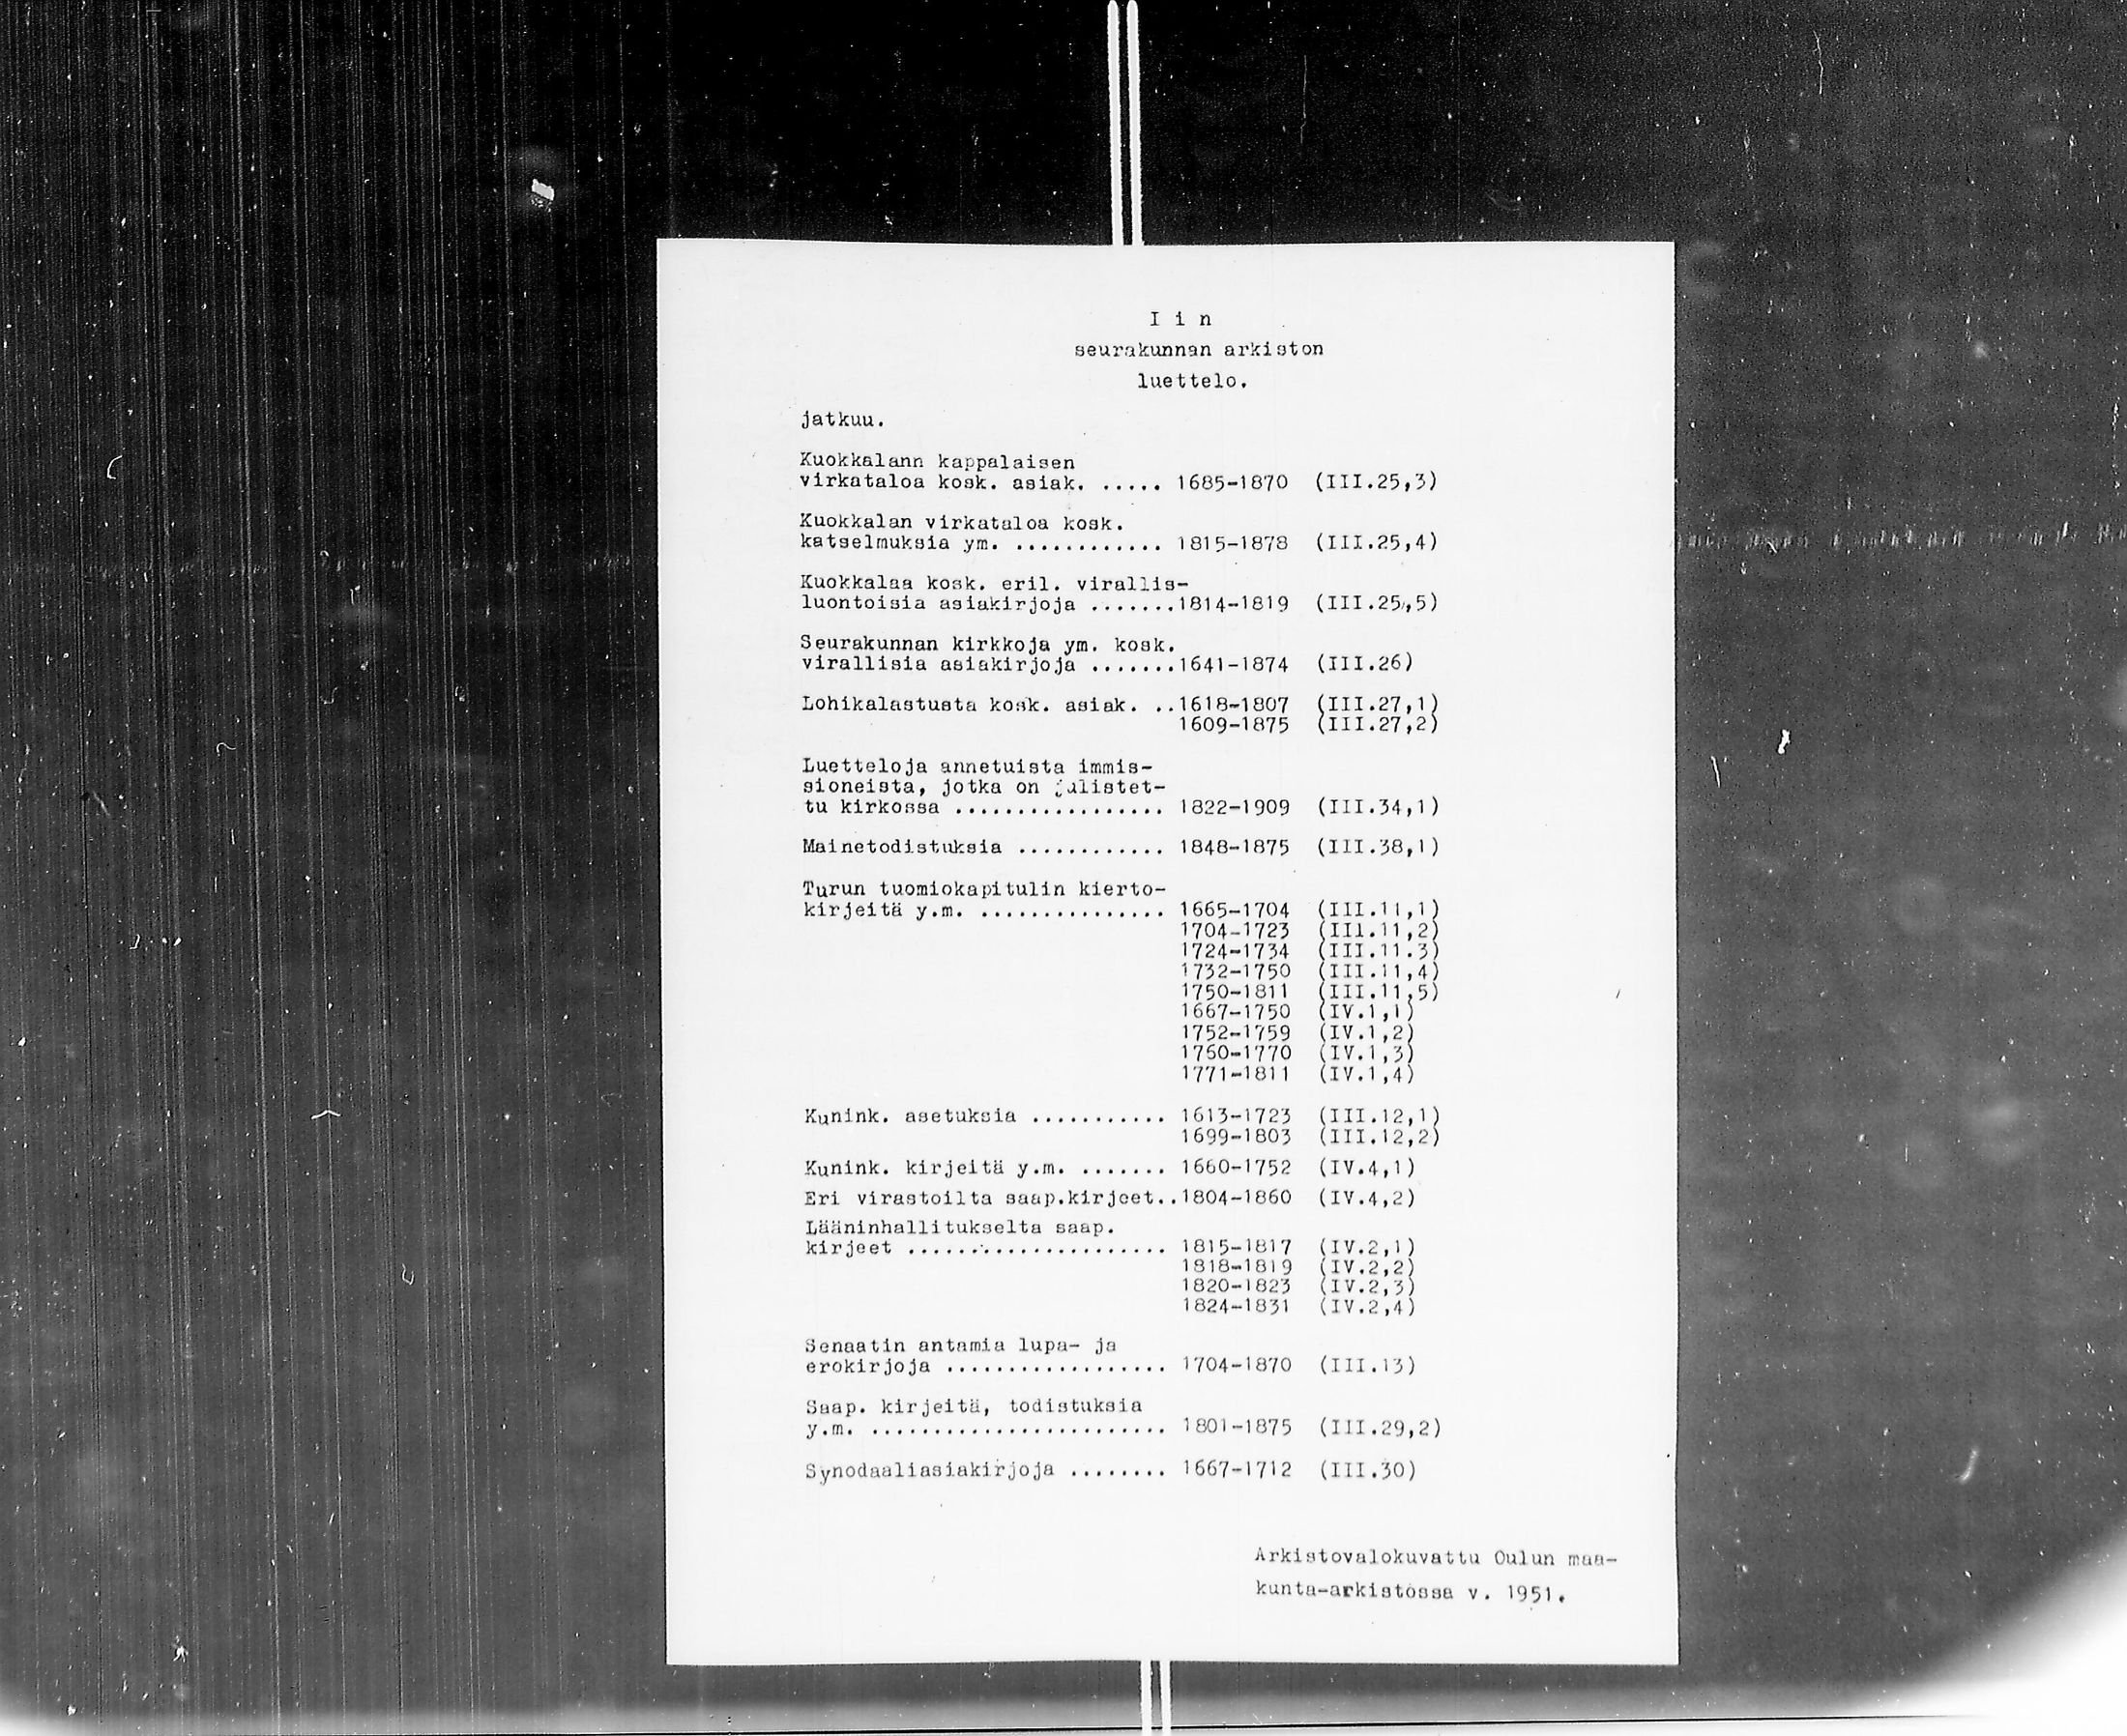 I i n
seurakunnan arkiston
luettelo.
jatkuu.
Kuokkalann kappalaisen
virkataloa kosk. asiak. ..... 1685-1870 (III.25,3)
Kuokkalan virkataloa kosk.
katselmuksia ym. ............ 1815-1878 (III.25,4)
Kuokkalaa kosk. eril. virallis-
luontoisia asiakirjoja .......1814-1819 (III.25,5)
Seurakunnan kirkkoja ym. kosk.
virallisia asiakirjoja .......1641-1874 (III.26)
Lohikalastusta kosk. asiak. ..1618-1807 (III.27,1)
1609-1875 (III.27,2)
Luetteloja annetuista immis-
sioneista, jotka on julistet-
tu kirkossa ................. 1822-1909 (III.34,1)
Mainetodistuksia ............ 1848-1875 (III.38,1)
Turun tuomiokapitulin kierto-
kirjeitä y.m. ............... 1665-1704 (III.11,1)
1704-1723 (III.11,2)
1724-1734 (III.11.3)
1732-1750 (III.11,4)
1750-1811 (III.11,5)
1667-1750 (IV.1,1)
1752-1759 (IV.1,2)
1760-1770 (IV.1,3)
1771-1811 (IV.1,4)
Kunink. asetuksia ........... 1613-1723 (III.12,1)
1699-1803 (III.12,2)
Kunink. kirjeitä y.m. ....... 1660-1752 (IV.4,1)
Eri virastoilta saap.kirjeet..1804-1860 (IV.4,2)
Lääninhallitukselta saap.
kirjeet ..................... 1815-1817 (IV.2,1)
1818-1819 (IV.2,2)
1820-1823 (IV.2,3)
1824-1831 (IV.2,4)
Senaatin antamia lupa- ja
erokirjoja .................. 1704-1870 (III.13)
Saap. kirjeitä, todistuksia
y.m. ........................ 1801-1875 (III.29,2)
Synodaaliasiakirjoja ........ 1667-1712 (III.30)
Arkistovalokuvattu Oulun maa-
kunta-arkistossa v. 1951.